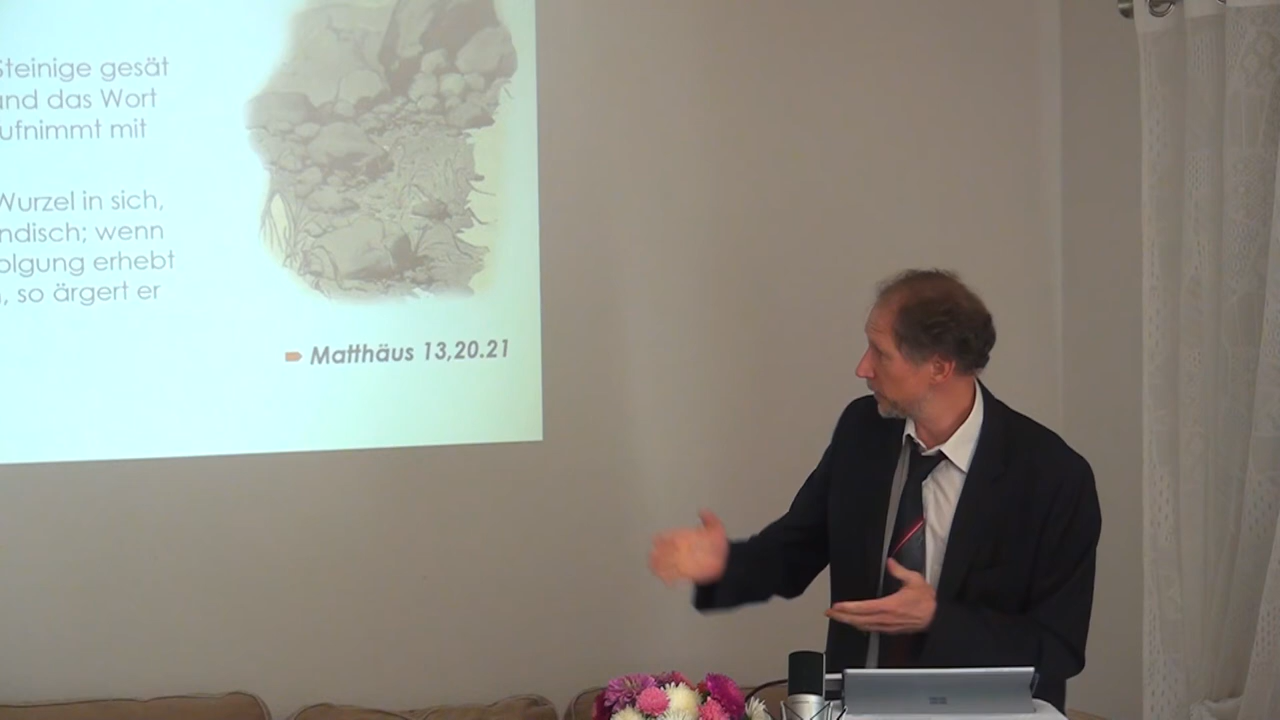 Steinige gesät
und das Wort
ufnimmt mit
Wurzel in sich,
ndisch; wenn
olgung erhebt
, so ärgert er
Matthäus 13,20.21